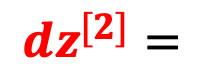 dz^{[2]} =